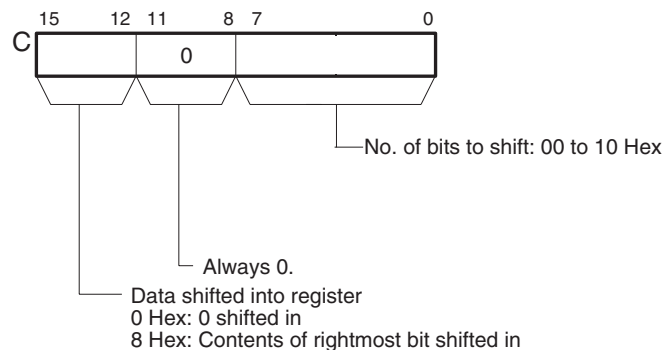 15 12 11 8 7 0
C
0
No. of bits to shift: 00 to 10 Hex
Always 0.
Data shifted into register
0 Hex: 0 shifted in
8 Hex: Contents of rightmost bit shifted in